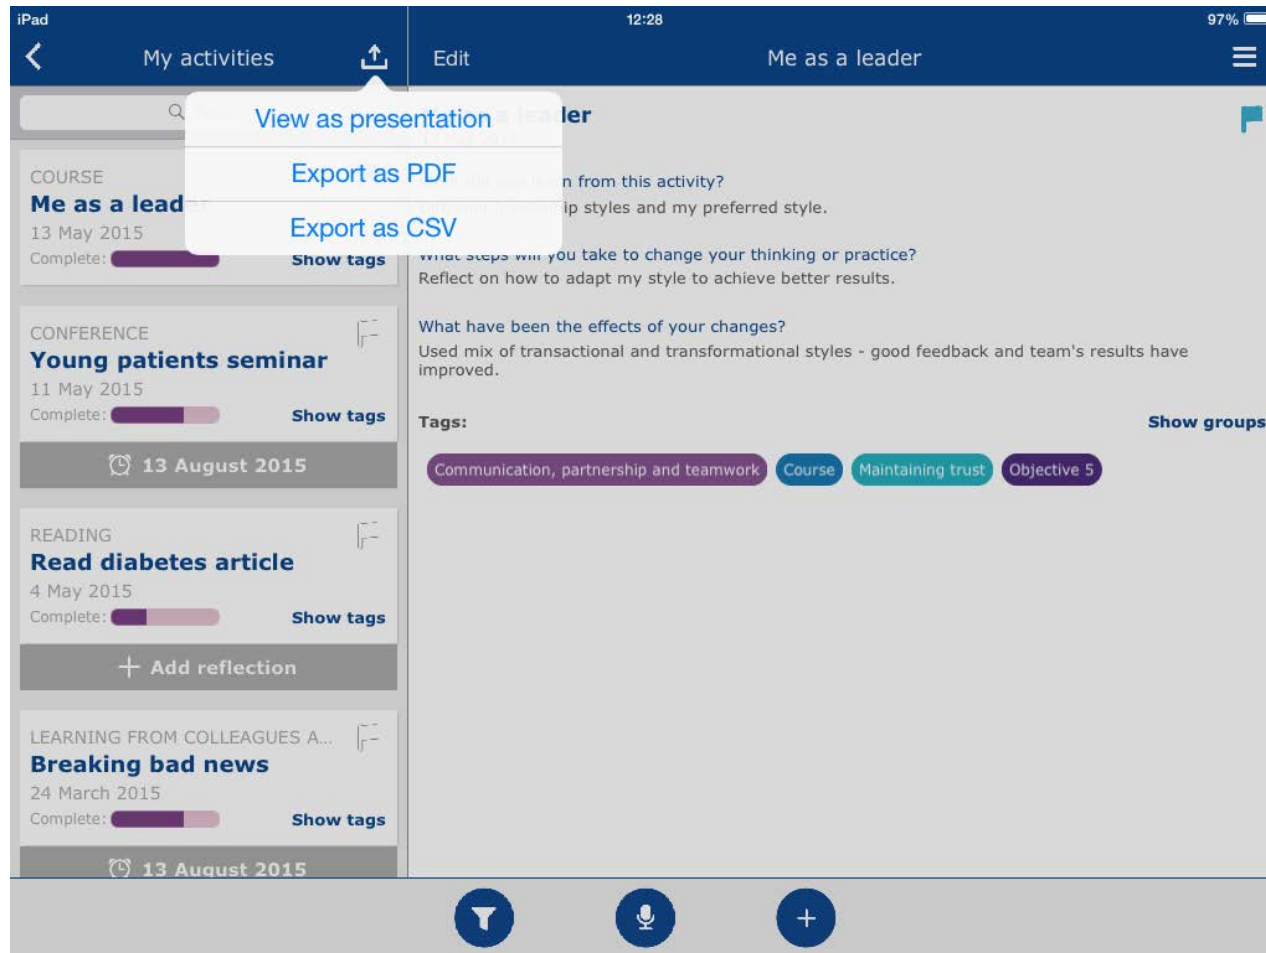 iPad
12:28
97%
My activities
Edit
Me as a leader
View as presentation
Export as PDF
Export as CSV
COURSE
Me as a lead
13 May 2015
Complete:
Show tags
CONFERENCE
Young patients seminar
11 May 2015
Complete:
Show tags
13 August 2015
READING
Read diabetes article
4 May 2015
Complete:
Show tags
Add reflection
LEARNING FROM COLLEAGUES A...
Breaking bad news
24 March 2015
Complete:
Show tags
13 August 2015
der
n from this activity?
ip styles and my preferred style.
What steps will you take to change your thinking or practice?
Reflect on how to adapt my style to achieve better results.
What have been the effects of your changes?
Used mix of transactional and transformational styles - good feedback and team's results have
improved.
Tags:
Show groups
Communication, partnership and teamwork
Course
Maintaining trust
Objective 5